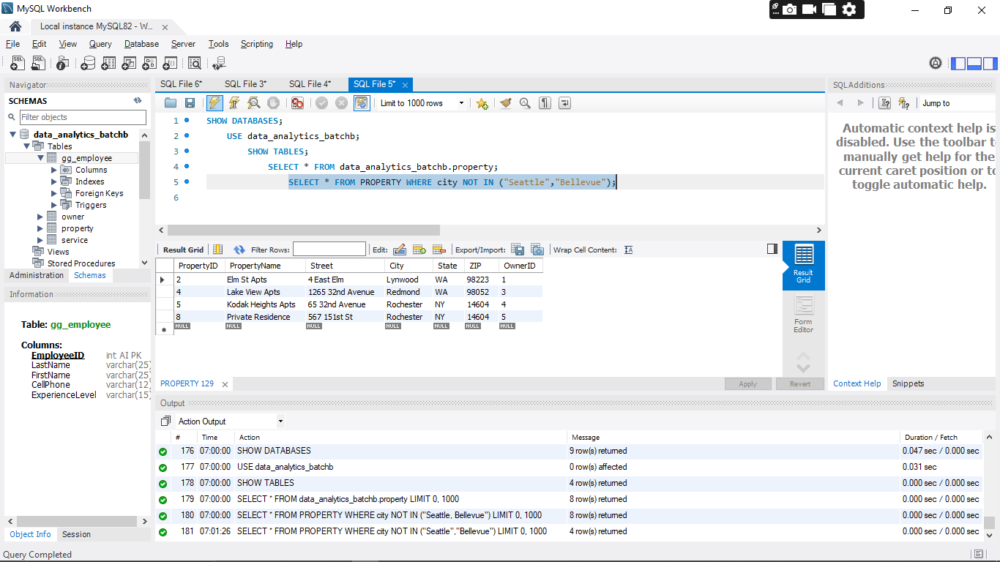 MySQL Workbench
Local instance MySQL82 - W...
File Edit View Query Database Server Tools Scripting Help
Navigator
SCHEMAS
Filter objects
data_analytics_batchb
Tables
gg_employee
Columns
Indexes
Foreign Keys
Triggers
owner
property
service
Views
Stored Procedures
Administration Schemas
Information
Table: gg_employee
Columns:
EmployeeID int AI PK
LastName varchar(25)
FirstName varchar(25)
CellPhone varchar(12)
ExperienceLevel varchar(15)
Object Info Session
SQL File 6* SQL File 3* SQL File 4* SQL File 5*
Limit to 1000 rows
1 SHOW DATABASES;
2 USE data_analytics_batchb;
3 SHOW TABLES;
4 SELECT * FROM data_analytics_batchb.property;
5 SELECT * FROM PROPERTY WHERE city NOT IN ("Seattle","Bellevue");
6
Result Grid Filter Rows: Edit: Export/Import: Wrap Cell Content:
PropertyID PropertyName Street City State ZIP OwnerID
2 Elm St Apts 4 East Elm Lynwood WA 98223 1
4 Lake View Apts 1265 32nd Avenue Redmond WA 98052 3
5 Kodak Heights Apts 65 32nd Avenue Rochester NY 14604 4
8 Private Residence 567 151st St Rochester NY 14604 5
NULL NULL NULL NULL NULL NULL NULL
Result
Grid
Form
Editor
PROPERTY 129
Apply Revert
SQLAdditions
Jump to
Automatic context help is
disabled. Use the toolbar t
manually get help for the
current caret position or to
toggle automatic help.
Context Help Snippets
Output
Action Output
# Time Action Message Duration / Fetch
176 07:00:00 SHOW DATABASES 9 row(s) returned 0.047 sec / 0.000 sec
177 07:00:00 USE data_analytics_batchb 0 row(s) affected 0.031 sec
178 07:00:00 SHOW TABLES 4 row(s) returned 0.000 sec / 0.000 sec
179 07:00:00 SELECT * FROM data_analytics_batchb.property LIMIT 0, 1000 8 row(s) returned 0.000 sec / 0.000 sec
180 07:00:00 SELECT * FROM PROPERTY WHERE city NOT IN ("Seattle, Bellevue") LIMIT 0, 1000 8 row(s) returned 0.000 sec / 0.000 sec
181 07:01:26 SELECT * FROM PROPERTY WHERE city NOT IN ("Seattle","Bellevue") LIMIT 0, 1000 4 row(s) returned 0.000 sec / 0.000 sec
Query Completed